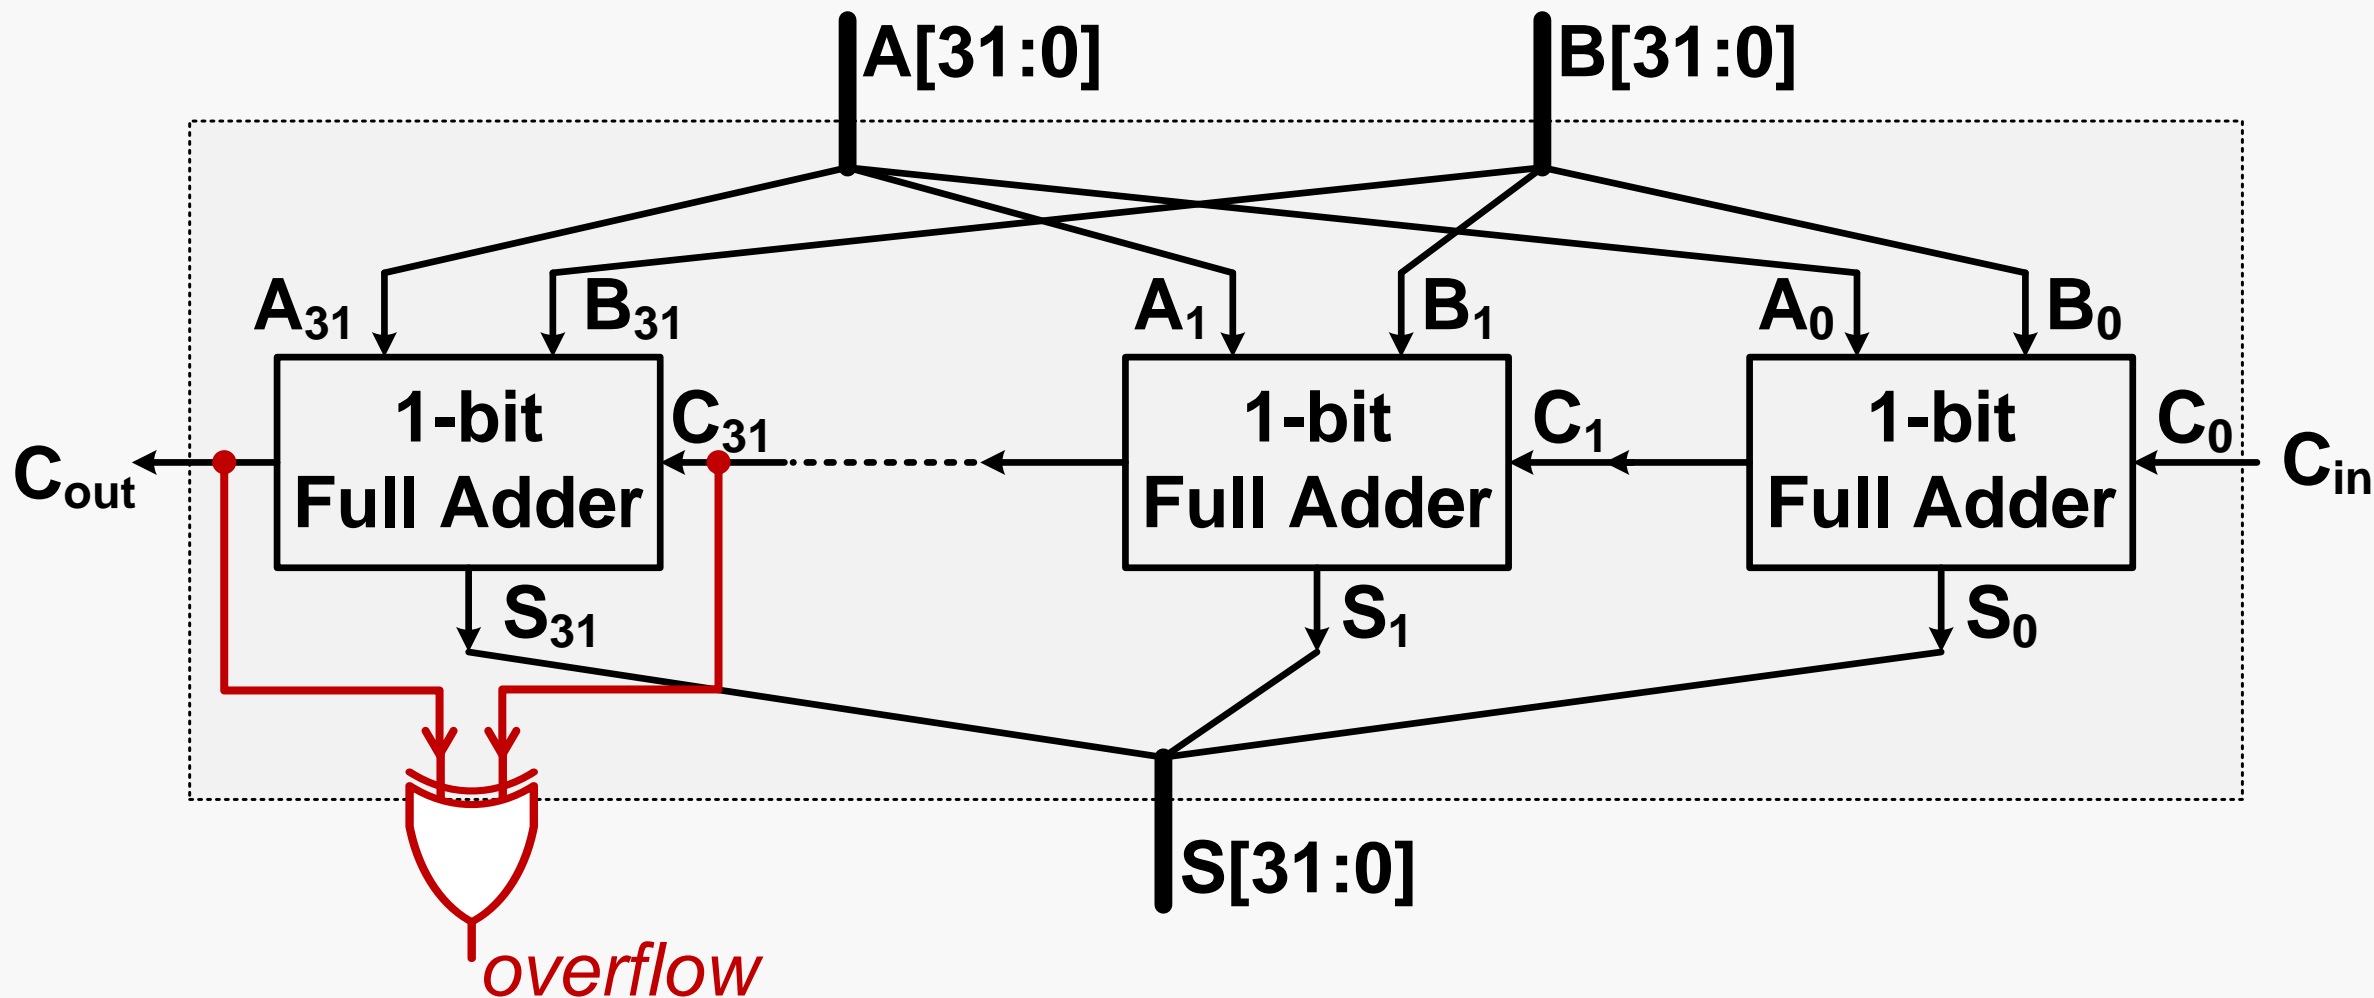 A[31:0]
B[31:0]
A₃₁
B₃₁
A₁
B₁
A₀
B₀
1-bit
Full Adder
C₃₁
1-bit
Full Adder
C₁
1-bit
Full Adder
C₀
Cout
Cin
S₃₁
S₁
S₀
S[31:0]
overflow